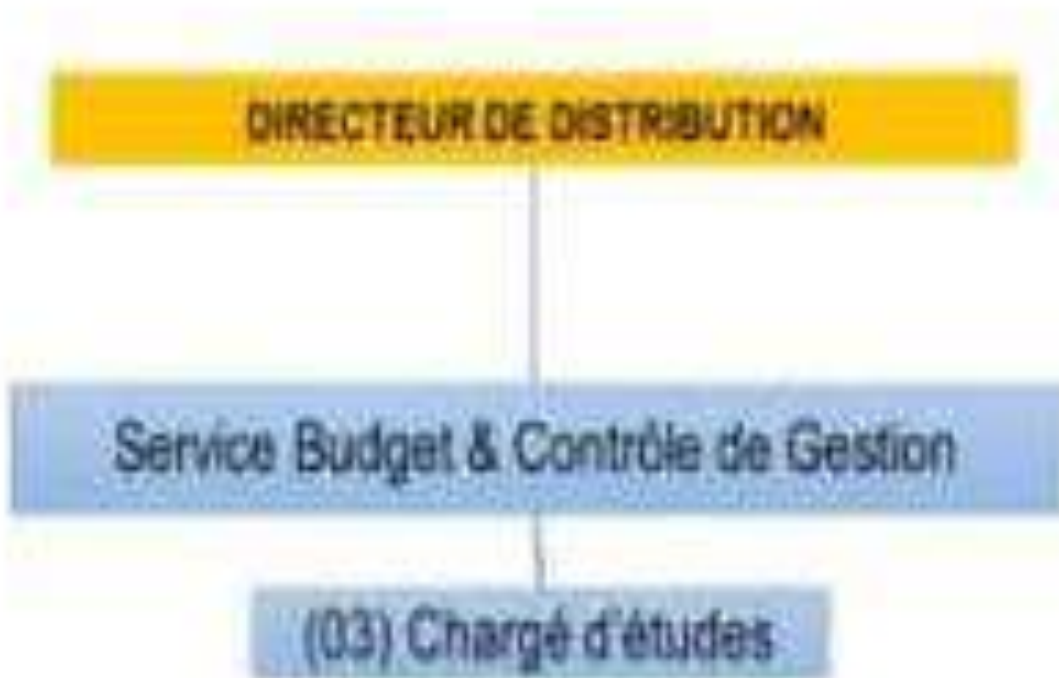 DIRECTEUR DE DISTRIBUTION
Service Budget & Contrôle de Gestion
(03) Chargé d'études